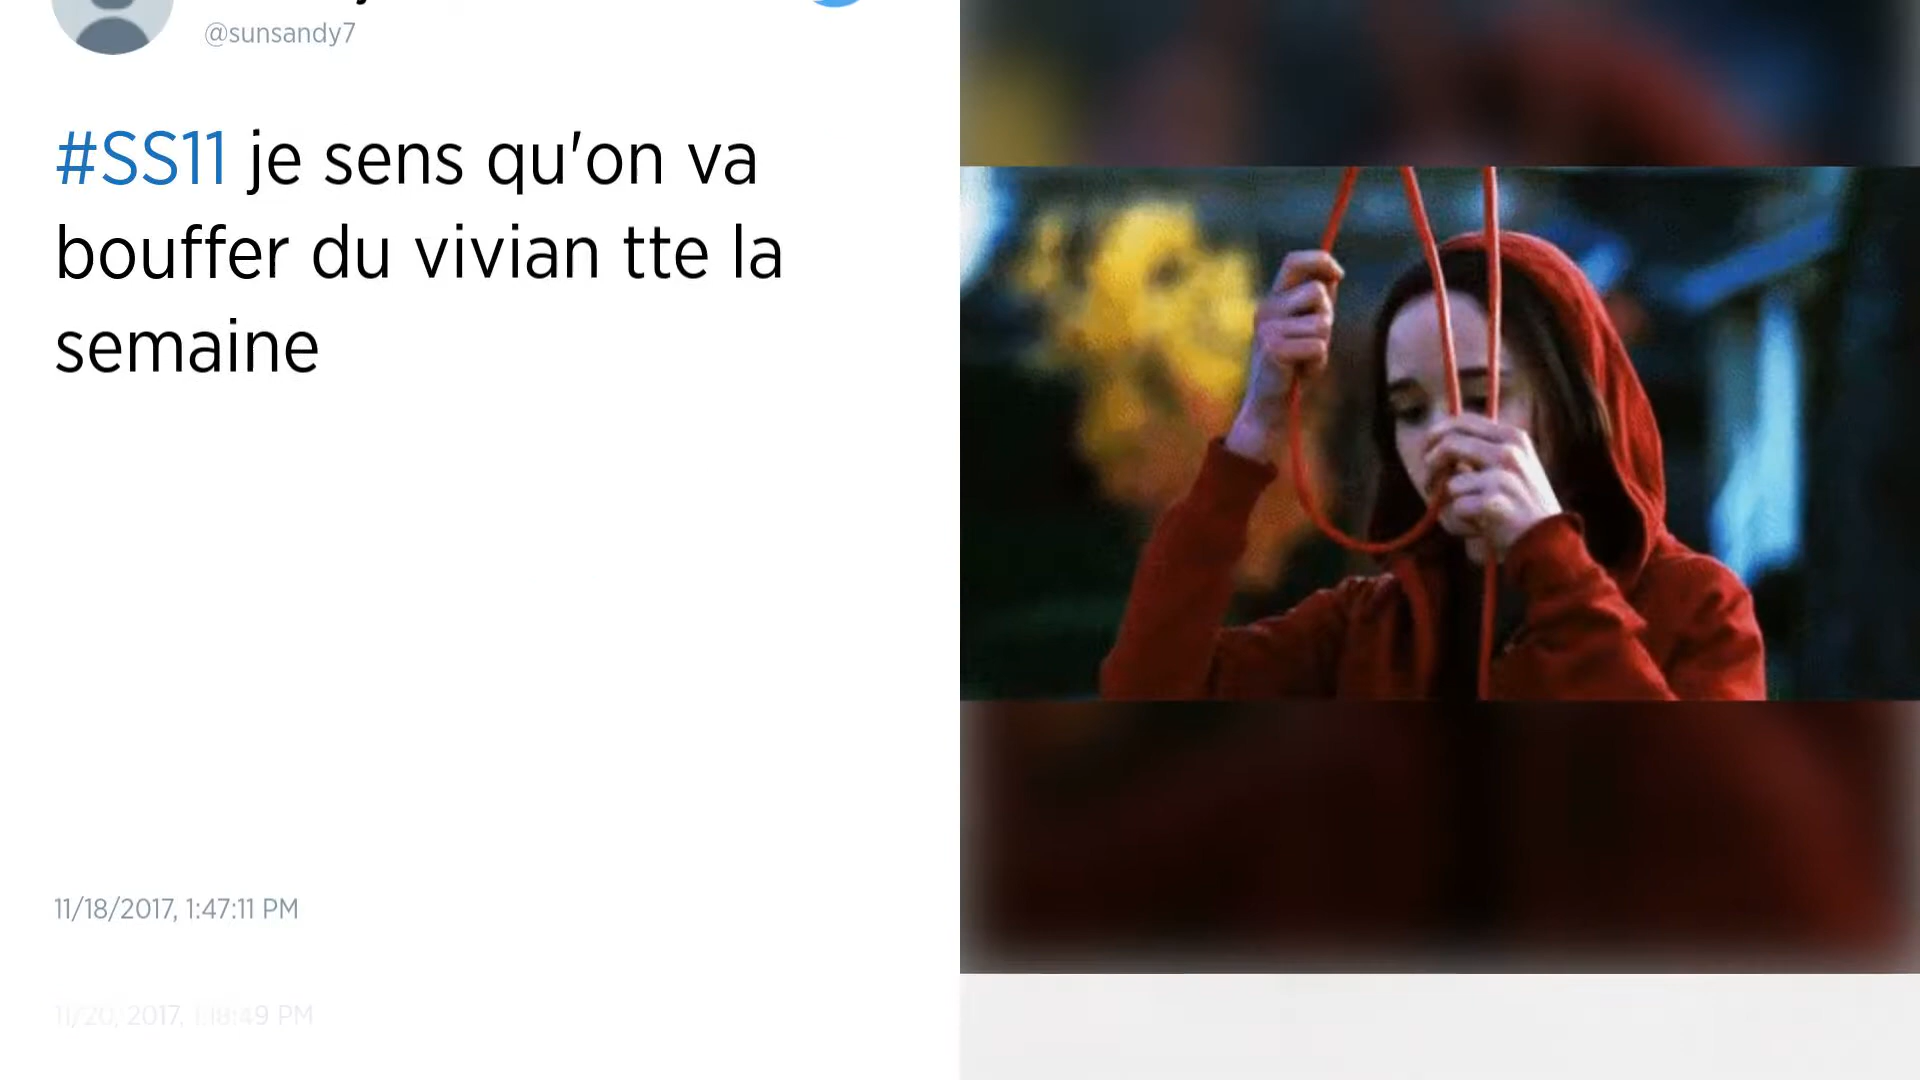 @sunsandy7
#SS11 je sens qu'on va
bouffer du vivian tte la
semaine
11/18/2017, 1:47:11 PM